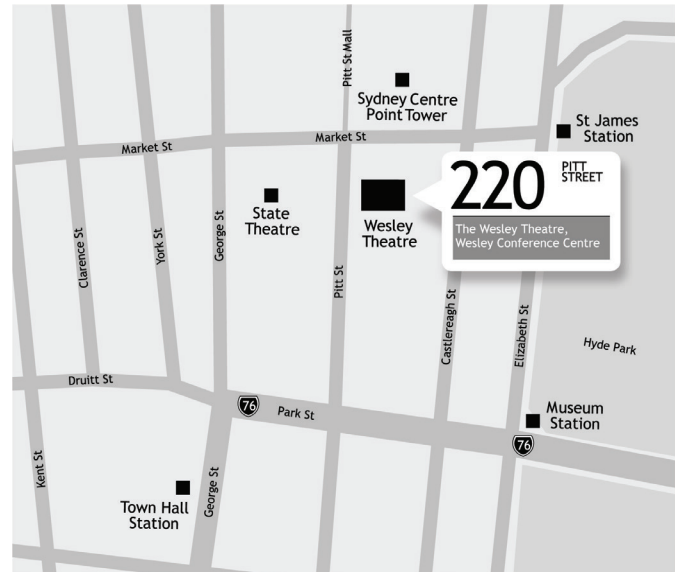 Pitt St Mall
Sydney Centre
Point Tower
St James
Station
Market St
Market St
220
PITT
STREET
The Wesley Theatre,
Wesley Conference Centre
State
Theatre
Wesley
Theatre
Clarence St
York St
George St
Pitt St
Castlereagh St
Elizabeth St
Hyde Park
Druitt St
76
Park St
Museum
Station
76
Kent St
Town Hall
Station
George St